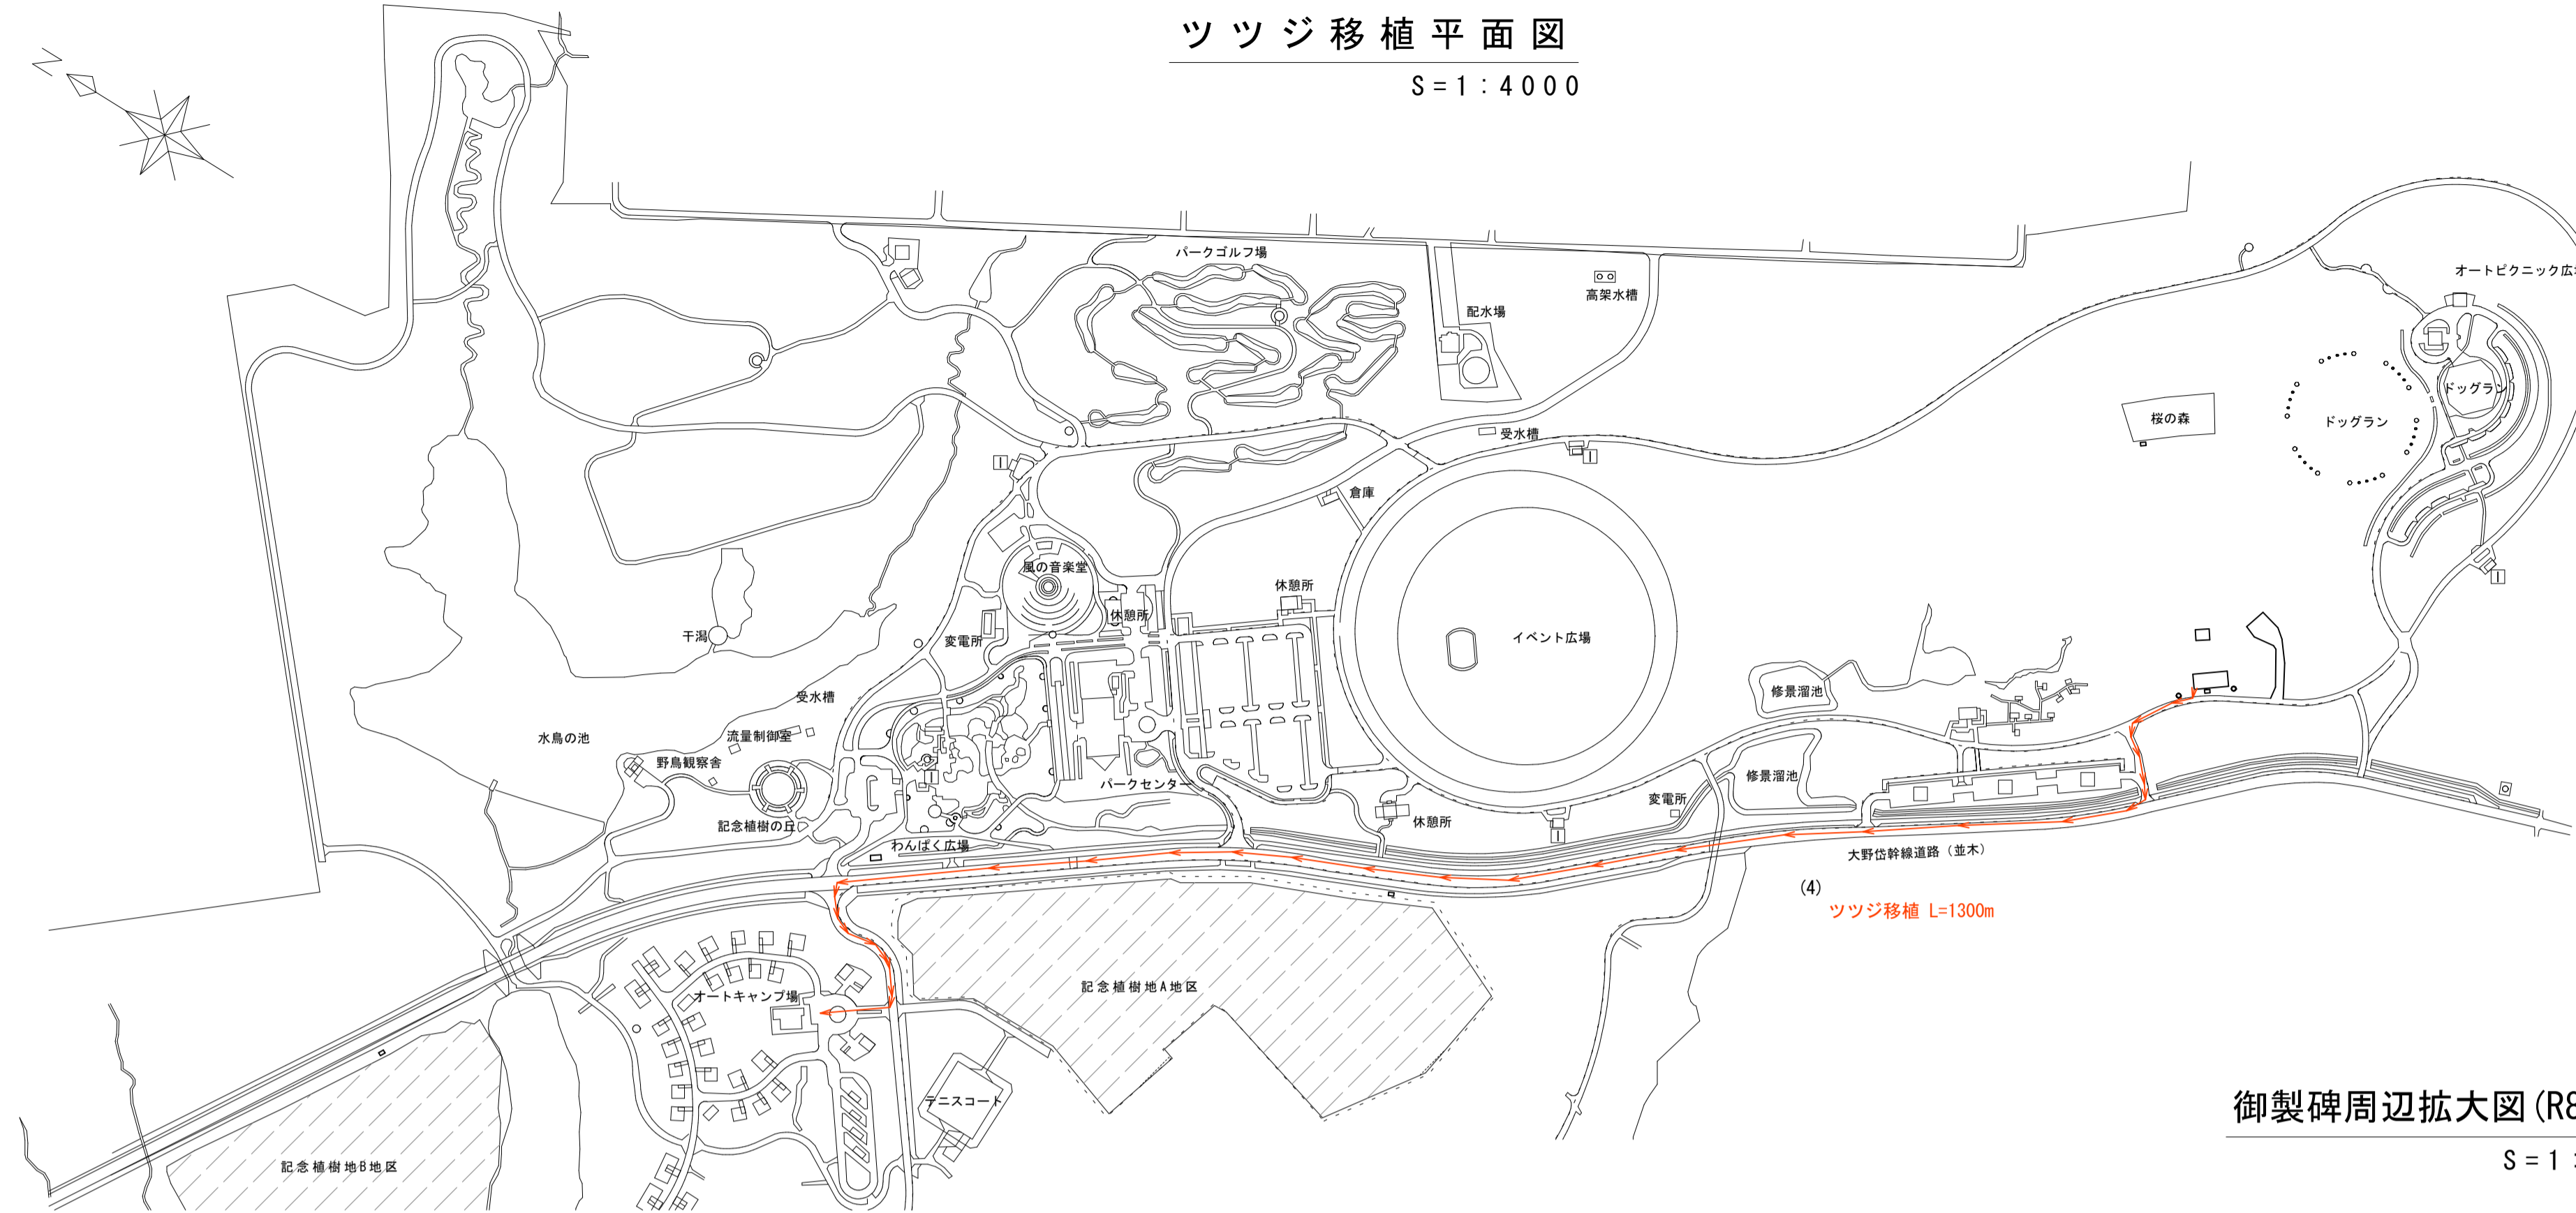 ツツジ移植平面図
S=1:4000
N
パークゴルフ場
オートピクニック広
高架水槽
配水場
ドッグラン
桜の森
ドッグラン
受水槽
倉庫
風の音楽堂
休憩所
休憩所
干潟
変電所
イベント広場
修景溜池
受水槽
水鳥の池
流量制御室
野鳥観察舎
修景溜池
パークセンター
変電所
記念植樹の丘
休憩所
わんぱく広場
大野岱幹線道路(並木)
(4)
ツツジ移植 L=1300m
記念植樹地A地区
オートキャンプ場
テニスコート
御製碑周辺拡大図(R8
記念植樹地B地区
S=1: